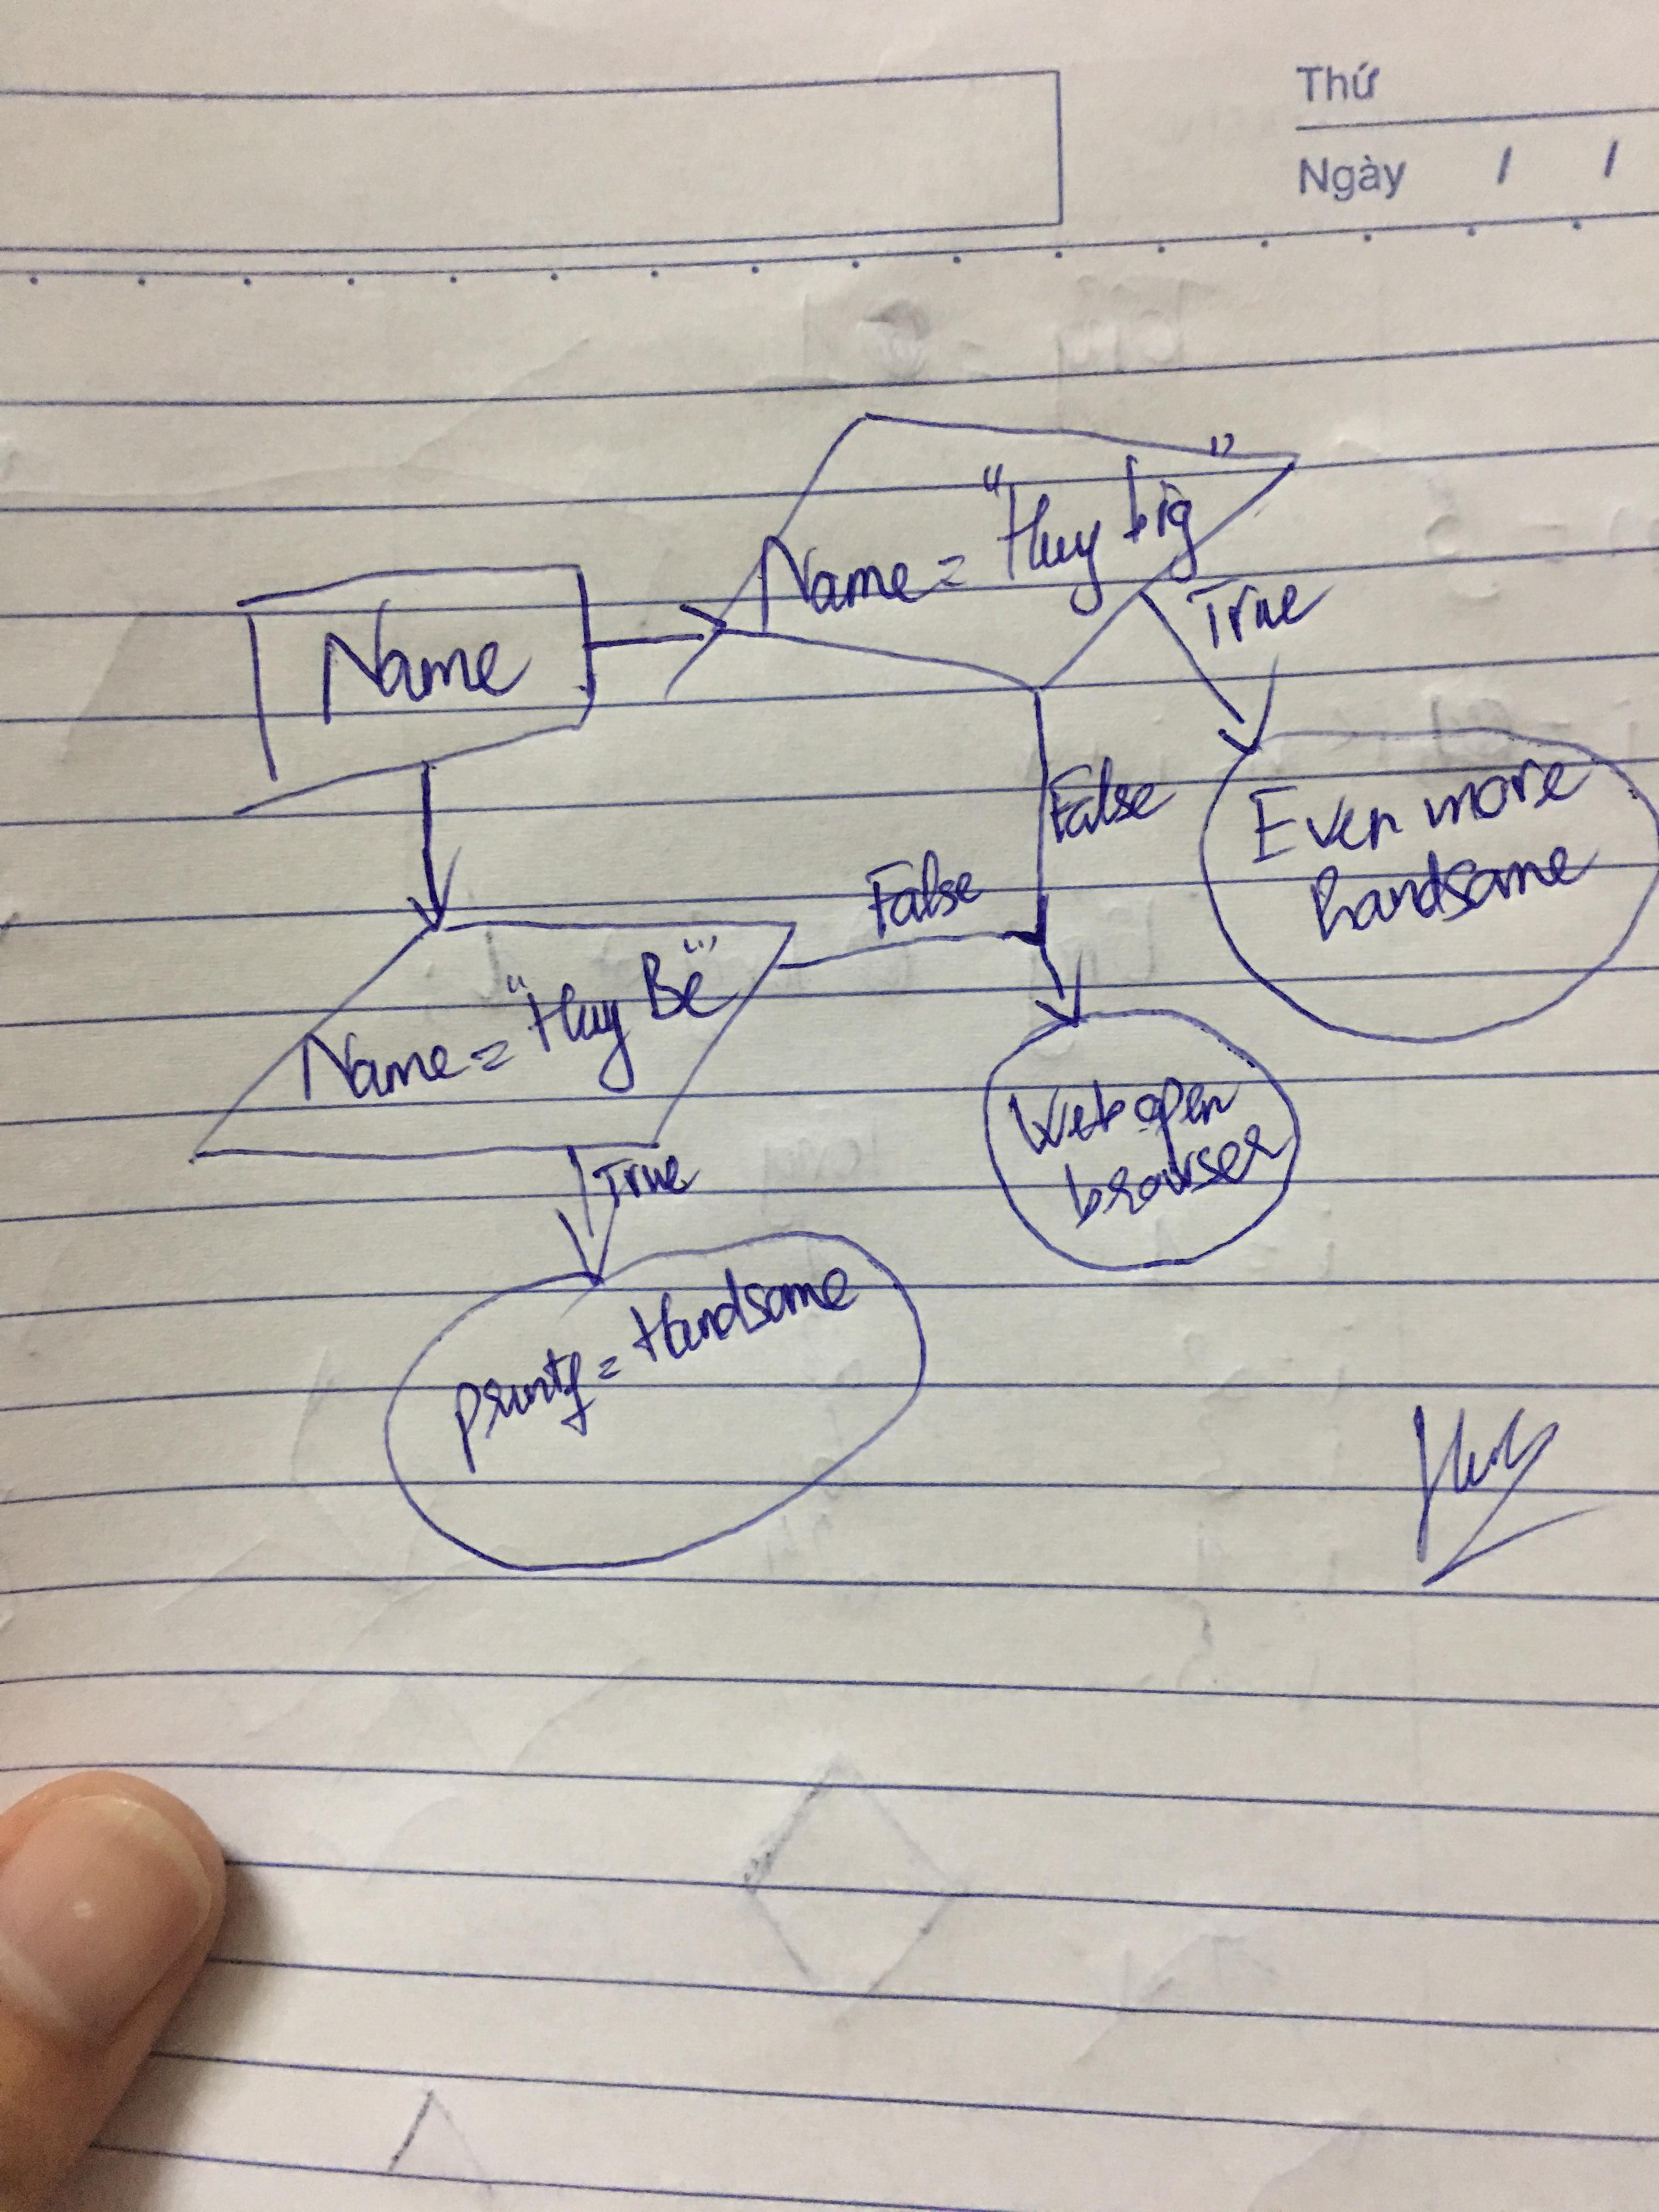 Thứ
Ngày / /
Name = "Huy big"
True
Name
False
Even more
handsome
False
Name = "Huy Bé"
Web open
browser
True
printf = Handsome
Huy